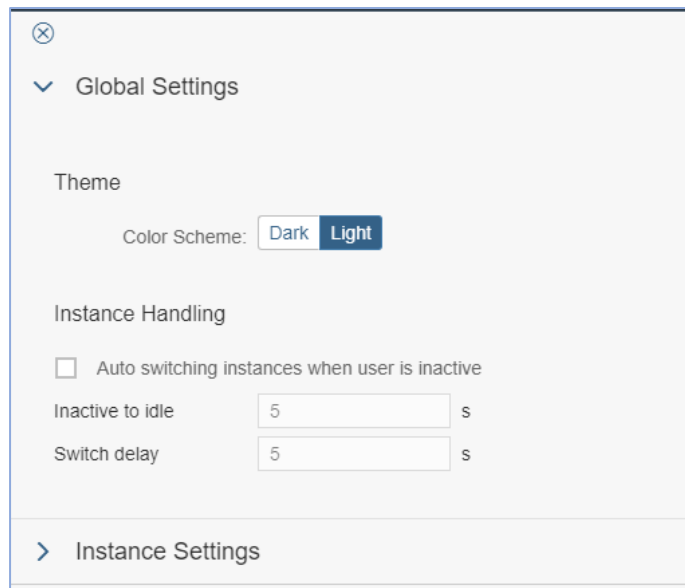 Global Settings
Theme
Color Scheme: Dark Light
Instance Handling
Auto switching instances when user is inactive
Inactive to idle 5 s
Switch delay 5 s
Instance Settings